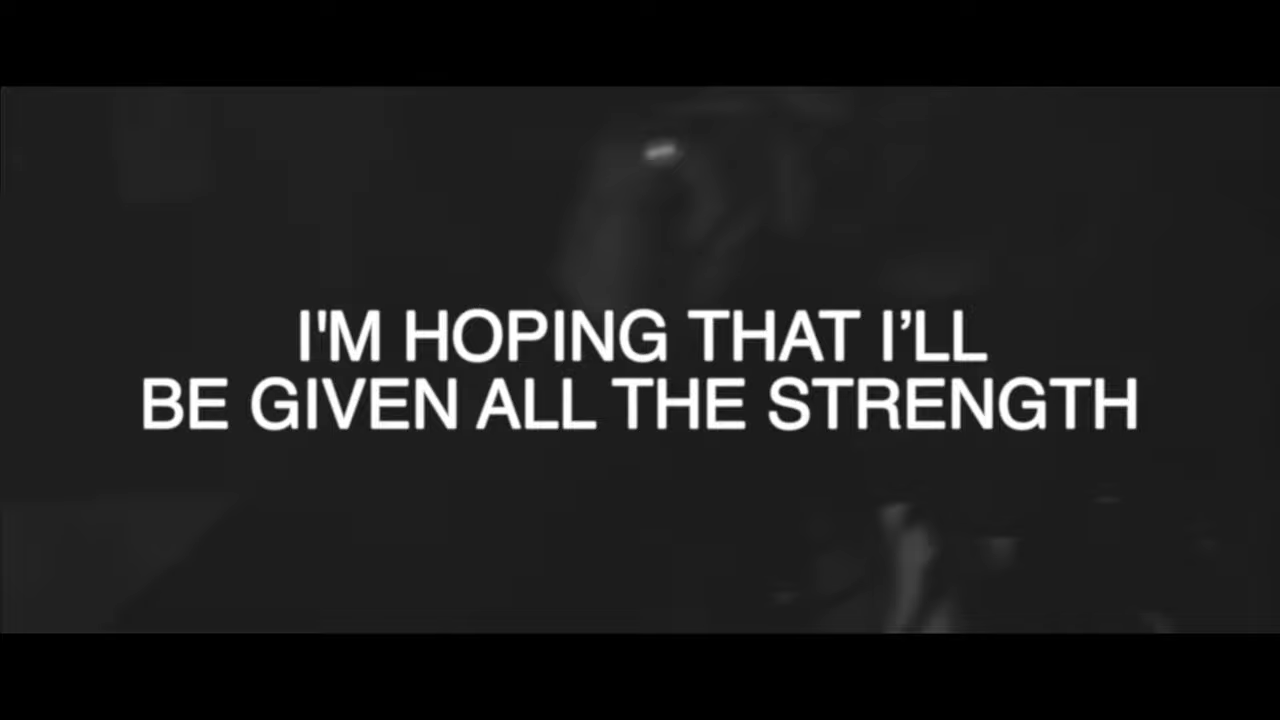 I'M HOPING THAT I’LL
BE GIVEN ALL THE STRENGTH